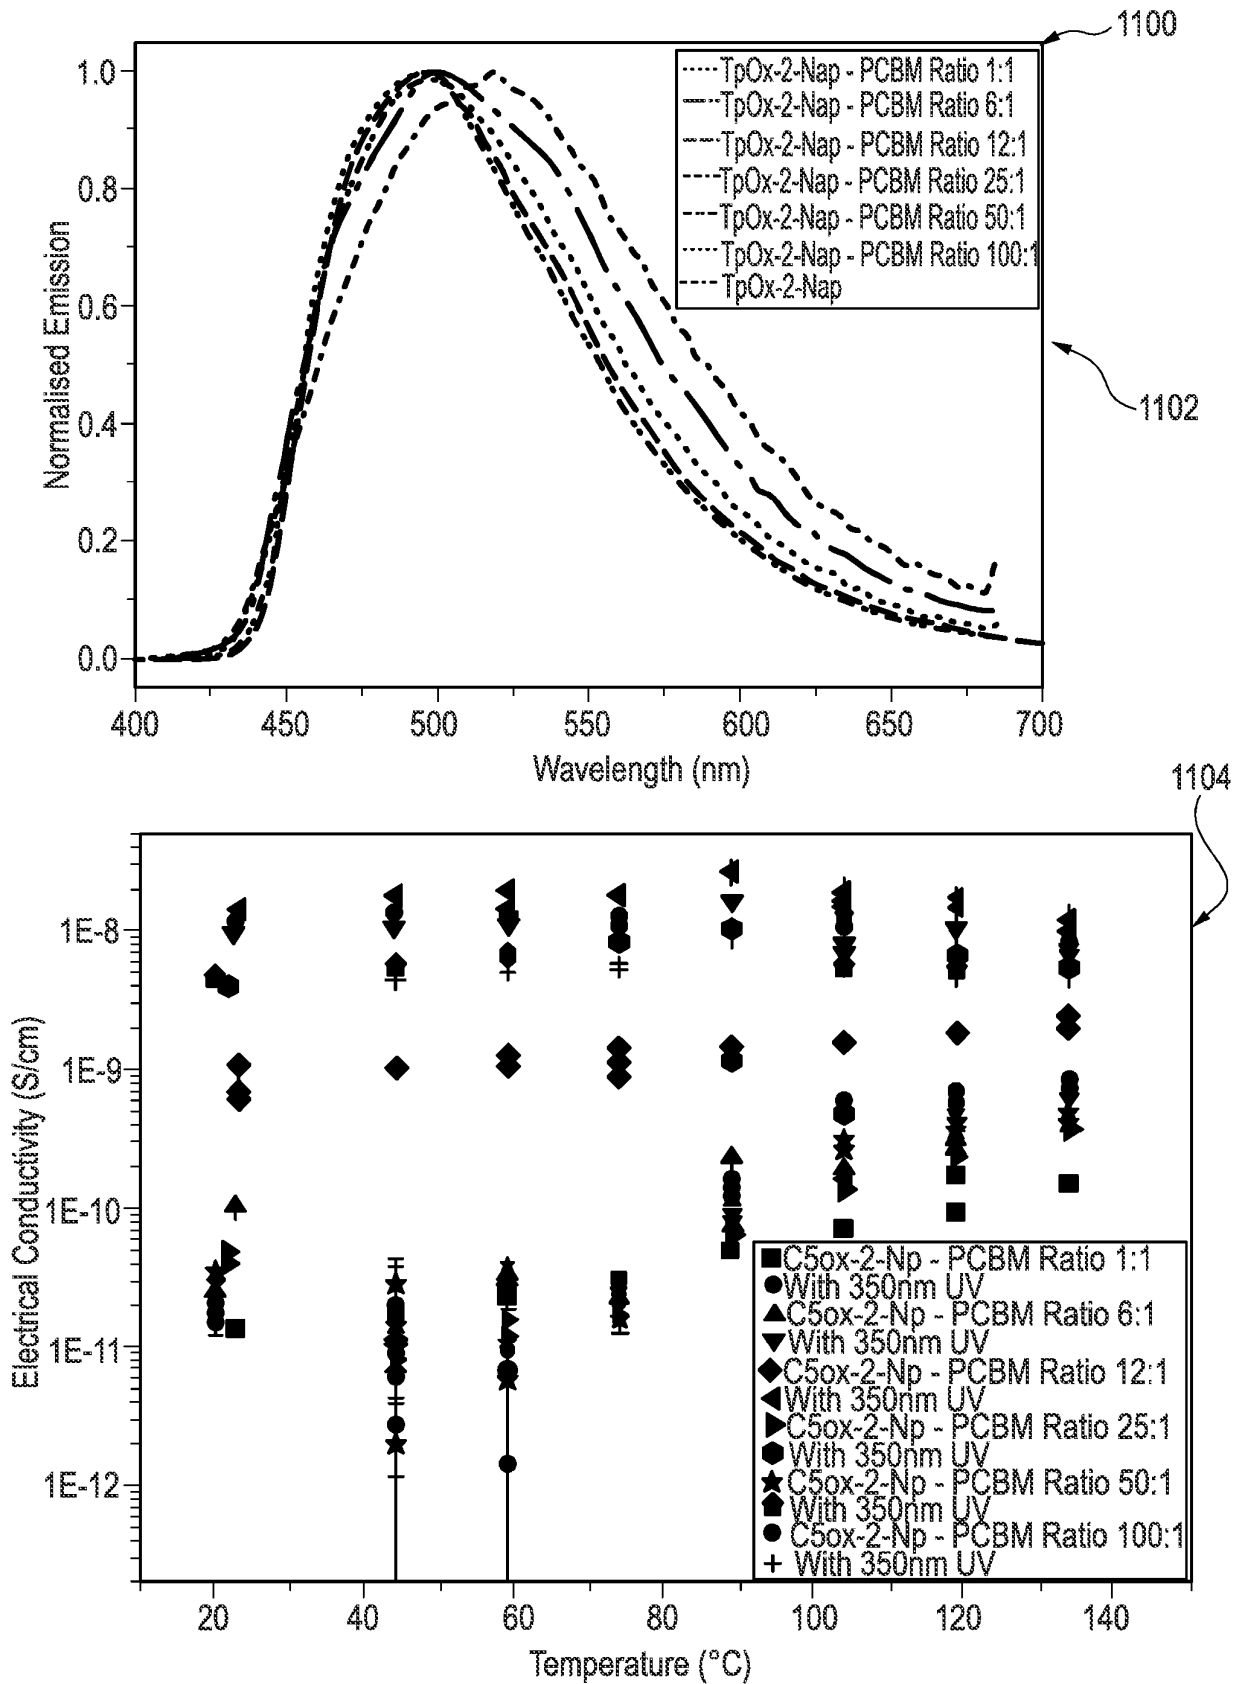 1100
TpOx-2-Nap - PCBM Ratio 1:1
TpOx-2-Nap - PCBM Ratio 6:1
TpOx-2-Nap - PCBM Ratio 12:1
TpOx-2-Nap - PCBM Ratio 25:1
TpOx-2-Nap - PCBM Ratio 50:1
TpOx-2-Nap - PCBM Ratio 100:1
TpOx-2-Nap
1.0
0.8
0.6
0.4
0.2
0.0
Normalised Emission
1102
400 450 500 550 600 650 700
Wavelength (nm)
1104
1E-8
1E-9
1E-10
1E-11
1E-12
Electrical Conductivity (S/cm)
C5ox-2-Np - PCBM Ratio 1:1
With 350nm UV
C5ox-2-Np - PCBM Ratio 6:1
With 350nm UV
C5ox-2-Np - PCBM Ratio 12:1
With 350nm UV
C5ox-2-Np - PCBM Ratio 25:1
With 350nm UV
C5ox-2-Np - PCBM Ratio 50:1
With 350nm UV
C5ox-2-Np - PCBM Ratio 100:1
With 350nm UV
20 40 60 80 100 120 140
Temperature (°C)